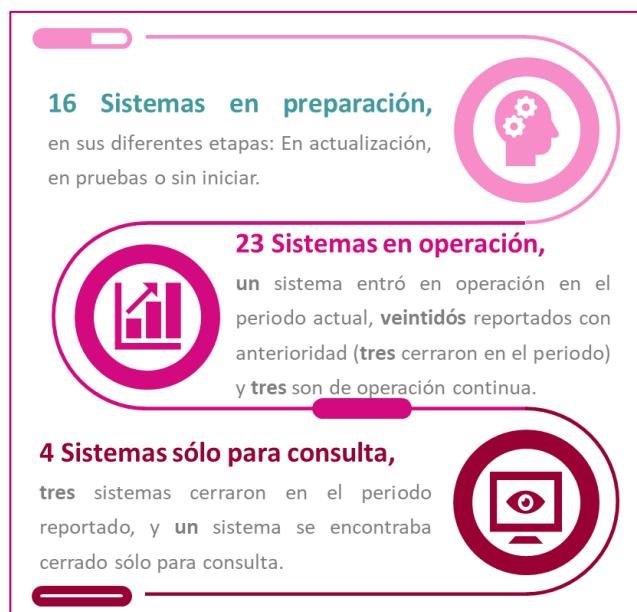 16 Sistemas en preparación,
en sus diferentes etapas: En actualización,
en pruebas o sin iniciar.
23 Sistemas en operación,
un sistema entró en operación en el
periodo actual, veintidós reportados con
anterioridad (tres cerraron en el periodo)
y tres son de operación continua.
4 Sistemas sólo para consulta,
tres sistemas cerraron en el periodo
reportado, y un sistema se encontraba
cerrado sólo para consulta.